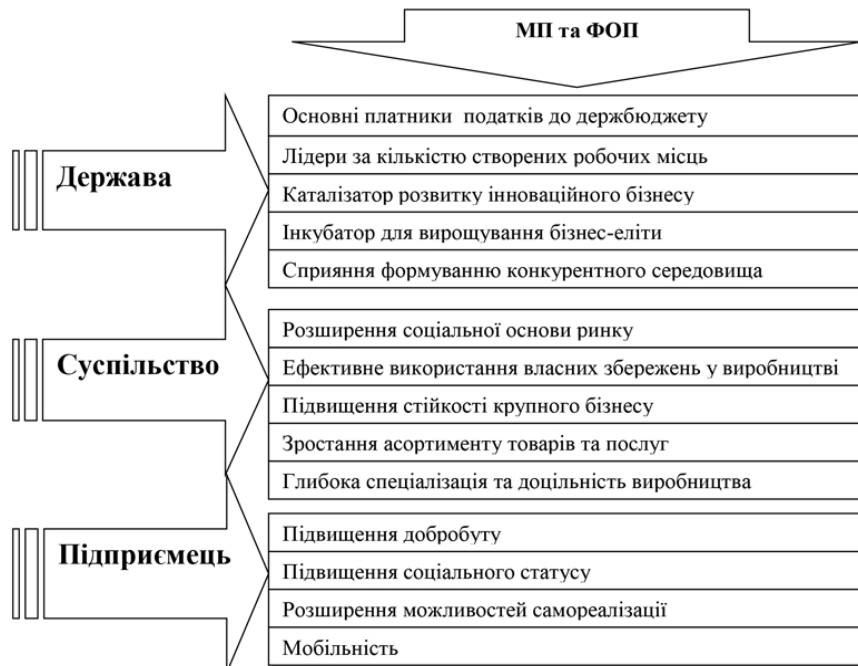 МП та ФОП
Держава
Основні платники податків до держбюджету
Лідери за кількістю створених робочих місць
Каталізатор розвитку інноваційного бізнесу
Інкубатор для вирощування бізнес-еліти
Сприяння формуванню конкурентного середовища
Суспільство
Розширення соціальної основи ринку
Ефективне використання власних збережень у виробництві
Підвищення стійкості крупного бізнесу
Зростання асортименту товарів та послуг
Глибока спеціалізація та доцільність виробництва
Підприємець
Підвищення добробуту
Підвищення соціального статусу
Розширення можливостей самореалізації
Мобільність